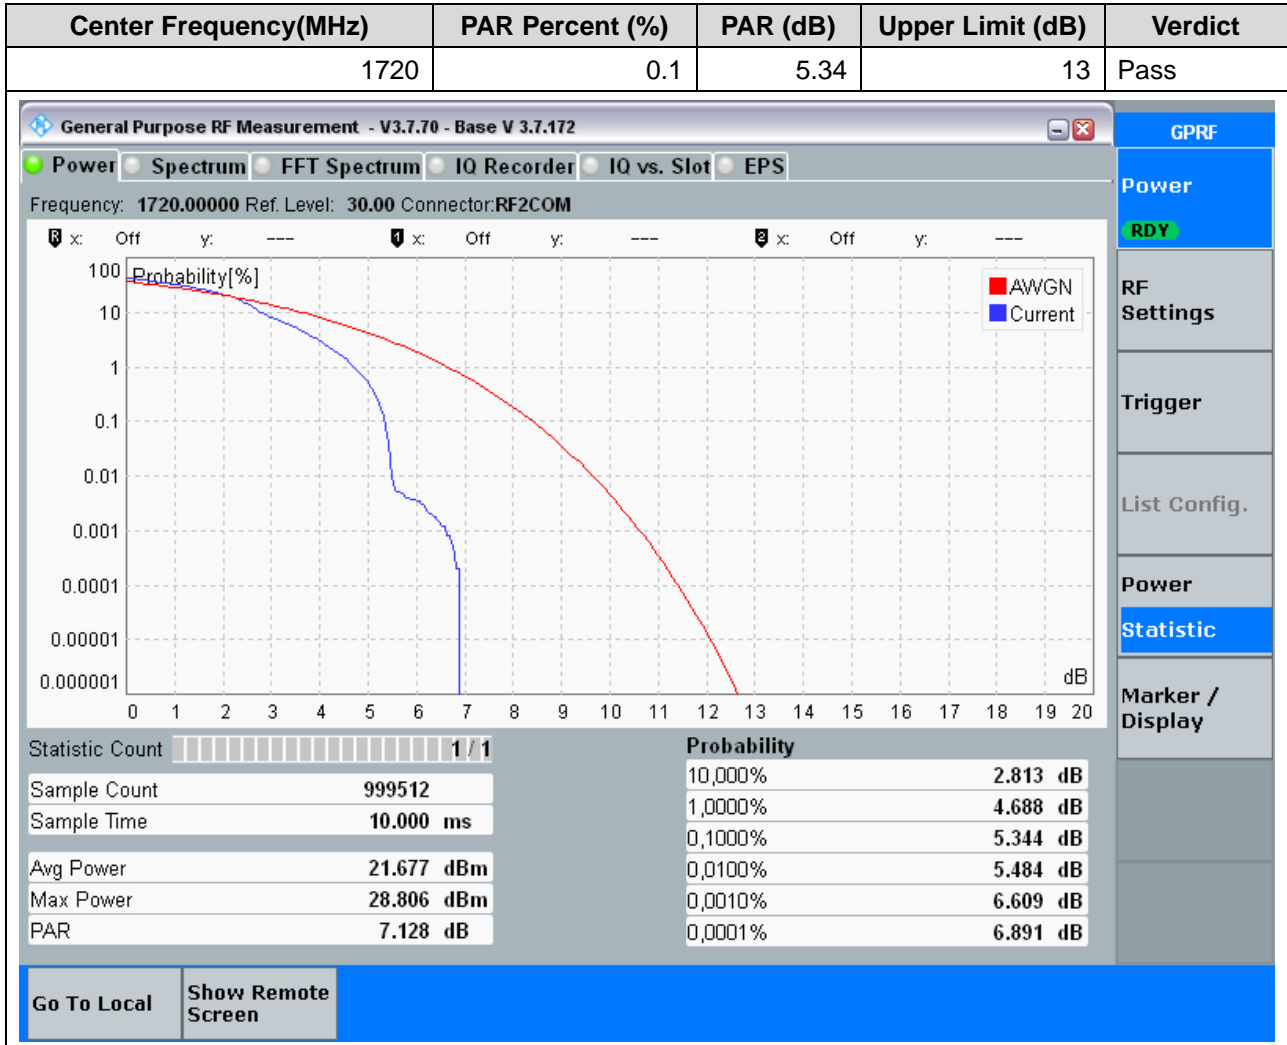 Center Frequency(MHz) PAR Percent (%) PAR (dB) Upper Limit (dB) Verdict
1720 0.1 5.34 13 Pass
General Purpose RF Measurement - V3.7.70 - Base V 3.7.172
GPRF
Power Spectrum FFT Spectrum IQ Recorder IQ vs. Slot EPS
Power
RDY
Frequency: 1720.00000 Ref. Level: 30.00 Connector:RF2COM
R x: Off y: --- 1 x: Off y: --- 2 x: Off y: ---
Probability[%]
AWGN
Current
100
10
1
0.1
0.01
0.001
0.0001
0.00001
0.000001
dB
0 1 2 3 4 5 6 7 8 9 10 11 12 13 14 15 16 17 18 19 20
RF
Settings
Trigger
List Config.
Power
Statistic
Marker /
Display
Statistic Count 1 / 1
Sample Count 999512
Sample Time 10.000 ms
Avg Power 21.677 dBm
Max Power 28.806 dBm
PAR 7.128 dB
Probability
10,000% 2.813 dB
1,0000% 4.688 dB
0,1000% 5.344 dB
0,0100% 5.484 dB
0,0010% 6.609 dB
0,0001% 6.891 dB
Go To Local
Show Remote
Screen